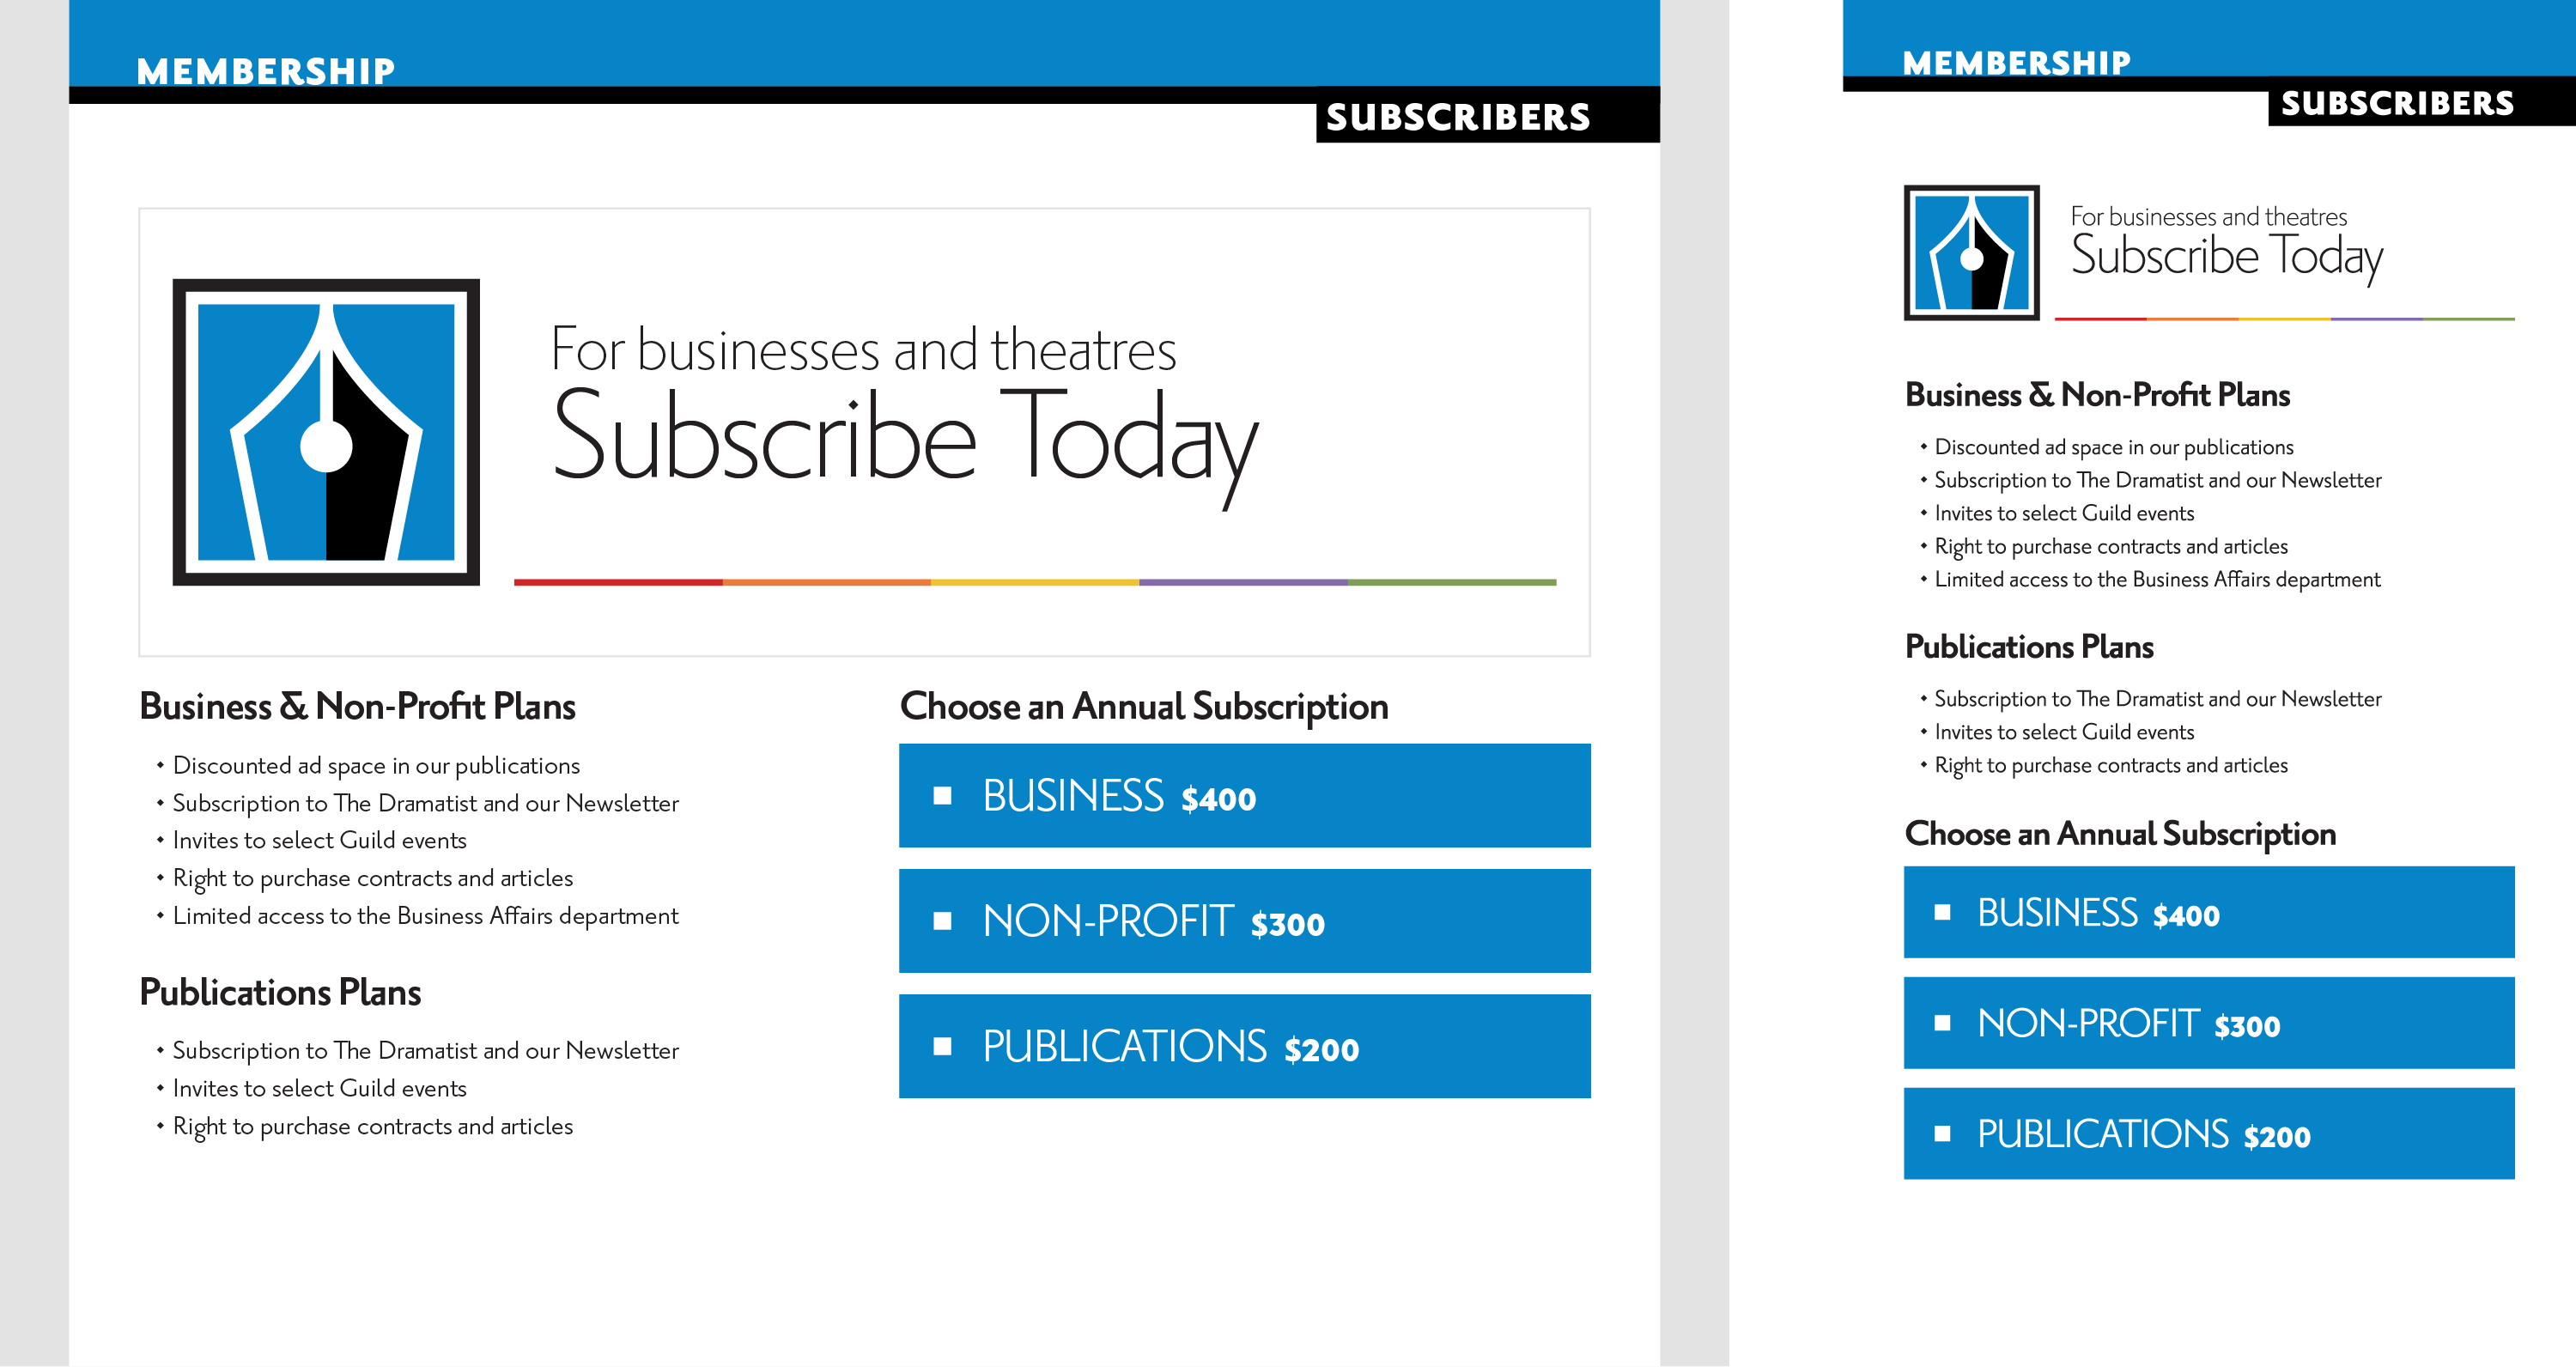 MEMBERSHIP
SUBSCRIBERS
For businesses and theatres
Subscribe Today
Business & Non-Profit Plans
• Discounted ad space in our publications
• Subscription to The Dramatist and our Newsletter
• Invites to select Guild events
• Right to purchase contracts and articles
• Limited access to the Business Affairs department
Publications Plans
• Subscription to The Dramatist and our Newsletter
• Invites to select Guild events
• Right to purchase contracts and articles
Choose an Annual Subscription
BUSINESS $400
NON-PROFIT $300
PUBLICATIONS $200
MEMBERSHIP
SUBSCRIBERS
For businesses and theatres
Subscribe Today
Business & Non-Profit Plans
• Discounted ad space in our publications
• Subscription to The Dramatist and our Newsletter
• Invites to select Guild events
• Right to purchase contracts and articles
• Limited access to the Business Affairs department
Publications Plans
• Subscription to The Dramatist and our Newsletter
• Invites to select Guild events
• Right to purchase contracts and articles
Choose an Annual Subscription
BUSINESS $400
NON-PROFIT $300
PUBLICATIONS $200